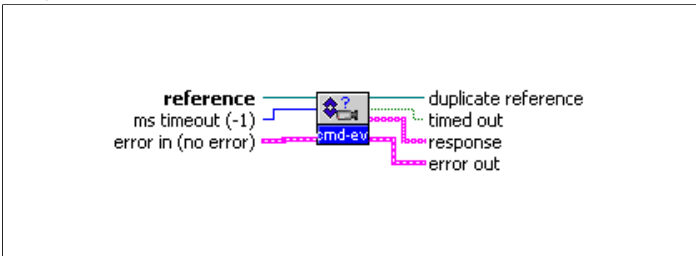 reference
ms timeout (-1)
error in (no error)
?
cmd-ev
duplicate reference
timed out
response
error out